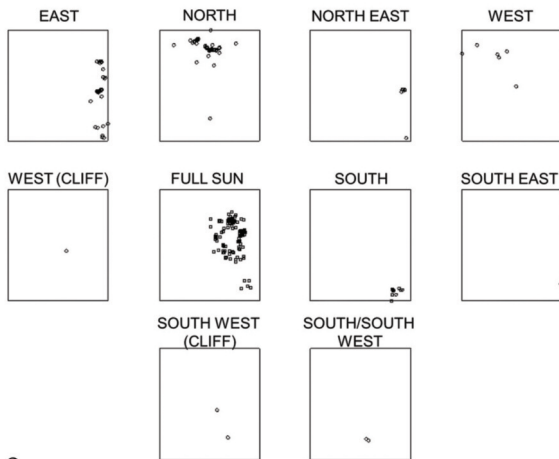 EAST
NORTH
NORTH EAST
WEST
WEST (CLIFF)
FULL SUN
SOUTH
SOUTH EAST
SOUTH WEST
(CLIFF)
SOUTH/SOUTH
WEST